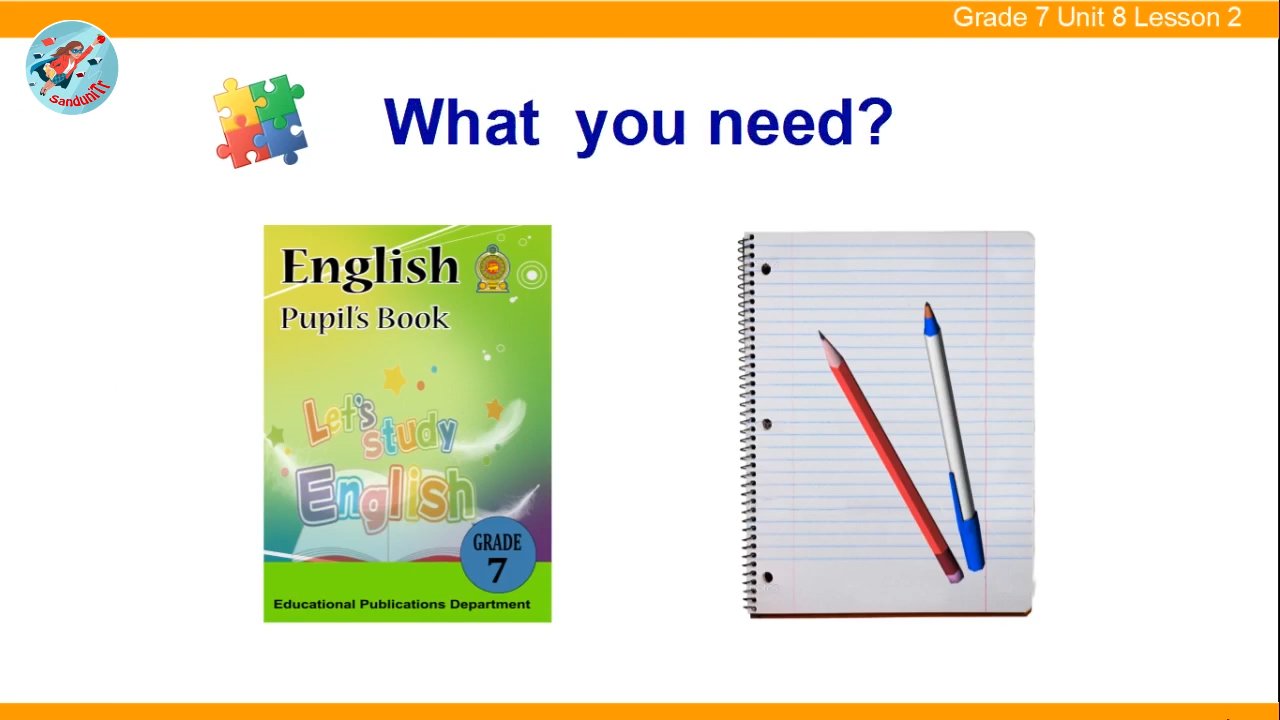 Grade 7 Unit 8 Lesson 2
SanduniTr
What you need?
English
Pupil's Book
Let's
study
English
GRADE
7
Educational Publications Department